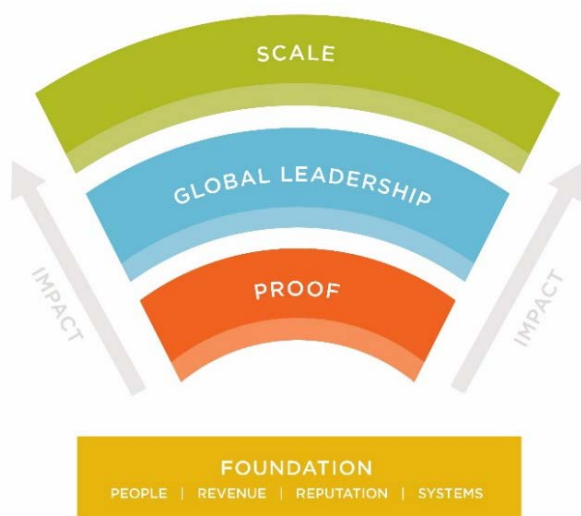 SCALE
GLOBAL LEADERSHIP
PROOF
IMPACT
IMPACT
FOUNDATION
PEOPLE | REVENUE | REPUTATION | SYSTEMS